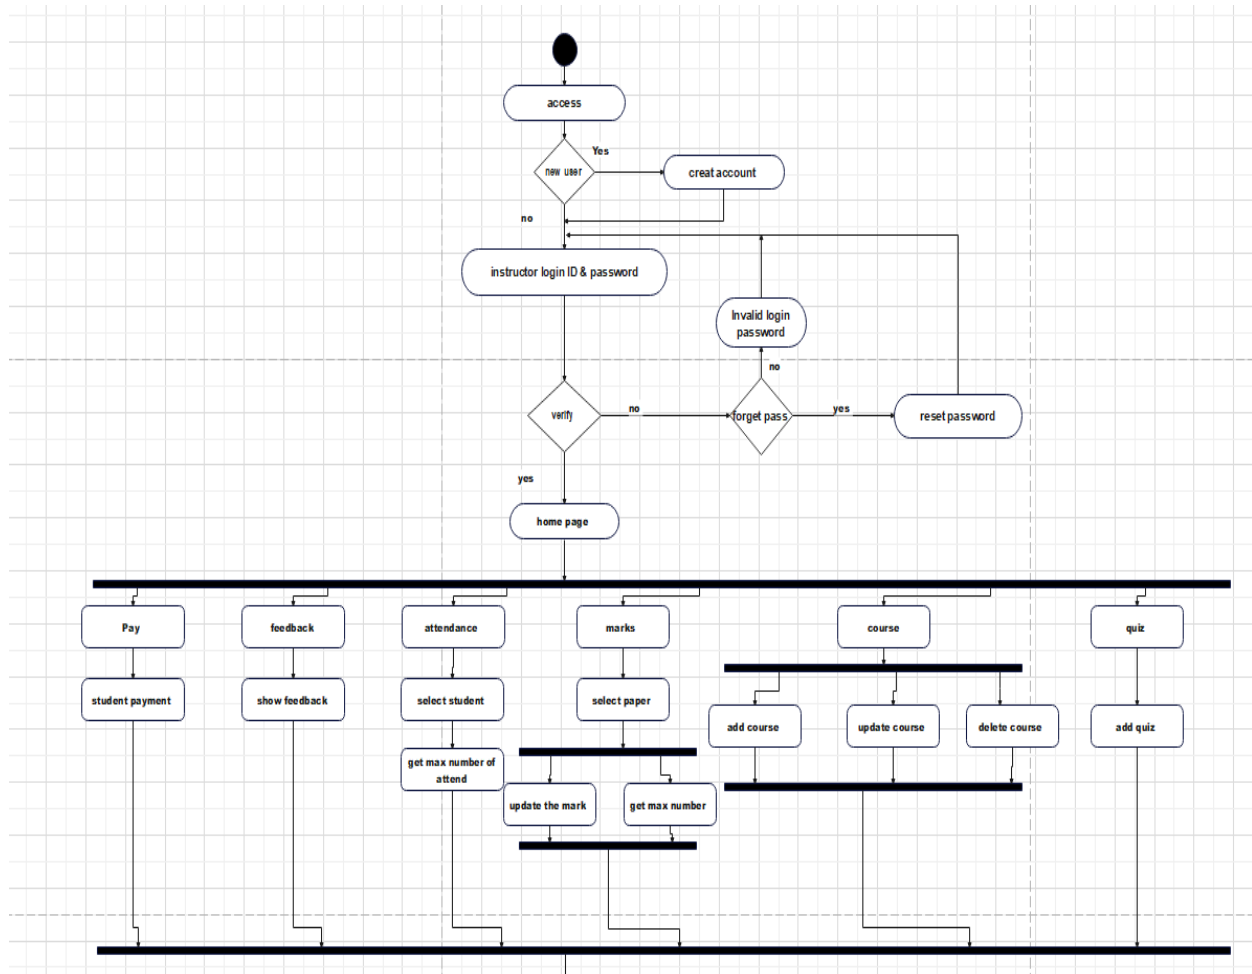 access
Yes
new user
creat account
no
instructor login ID & password
Invalid login
password
no
verify
no
forget pass
yes
reset password
yes
home page
Pay
feedback
attendance
marks
course
quiz
student payment
show feedback
select student
select paper
add course
update course
delete course
add quiz
get max number of
attend
update the mark
get max number